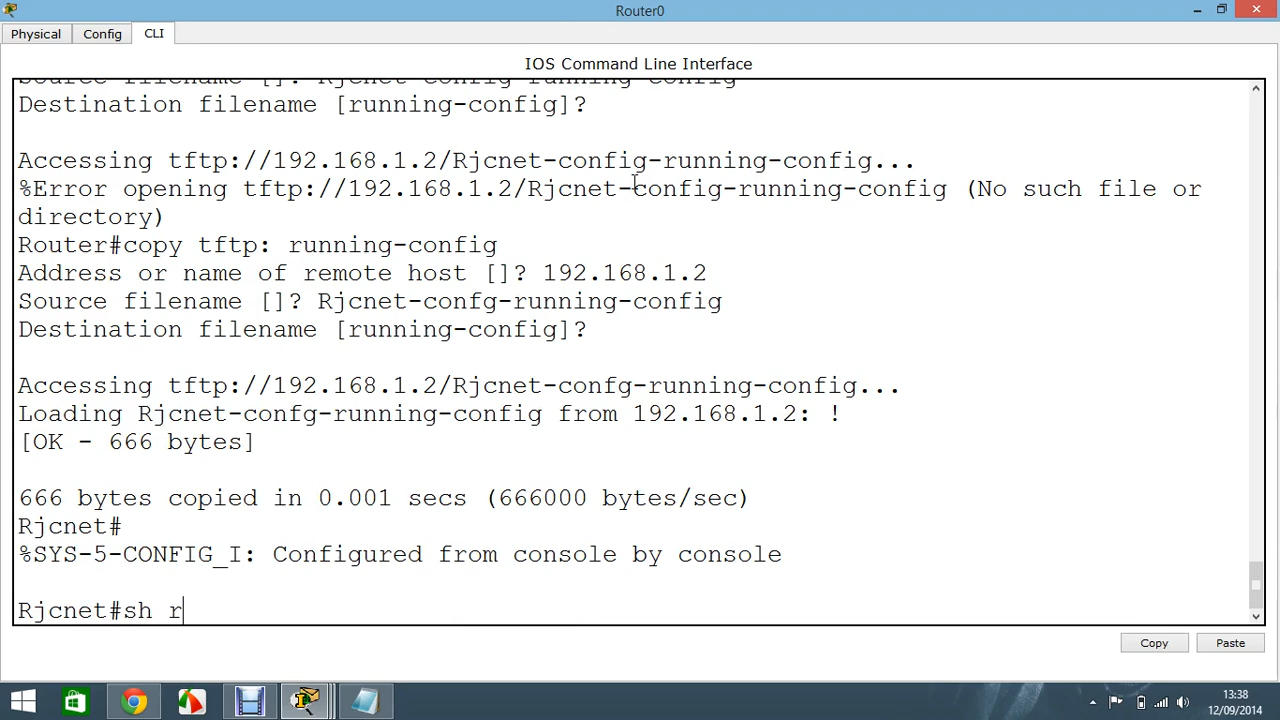 Router0
Physical
Config
CLI
IOS Command Line Interface
Source filename []? Rjcnet-config-running-config
Destination filename [running-config]?
Accessing tftp://192.168.1.2/Rjcnet-config-running-config...
%Error opening tftp://192.168.1.2/Rjcnet-config-running-config (No such file or
directory)
Router#copy tftp: running-config
Address or name of remote host []? 192.168.1.2
Source filename []? Rjcnet-confg-running-config
Destination filename [running-config]?
Accessing tftp://192.168.1.2/Rjcnet-confg-running-config...
Loading Rjcnet-confg-running-config from 192.168.1.2: !
[OK - 666 bytes]
666 bytes copied in 0.001 secs (666000 bytes/sec)
Rjcnet#
%SYS-5-CONFIG_I: Configured from console by console
Rjcnet#sh r
Copy
Paste
13:38
12/09/2014